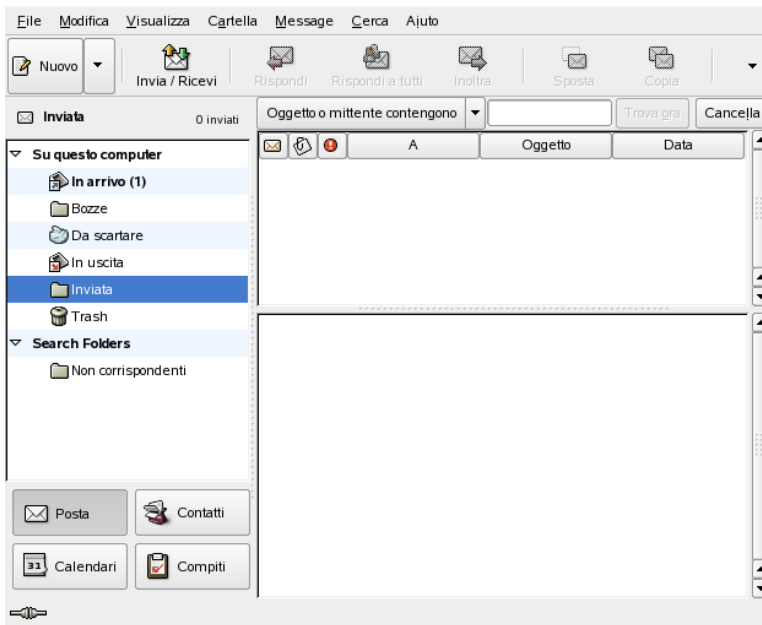 File Modifica Visualizza Cartella Message Cerca Aiuto
Nuovo Invia / Ricevi Rispondi Rispondi a tutti Inoltra Sposta Copia
Inviata 0 inviati
Oggetto o mittente contengono Trova ora Cancella
A Oggetto Data
Su questo computer
In arrivo (1)
Bozze
Da scartare
In uscita
Inviata
Trash
Search Folders
Non corrispondenti
Posta Contatti
31 Calendari Compiti